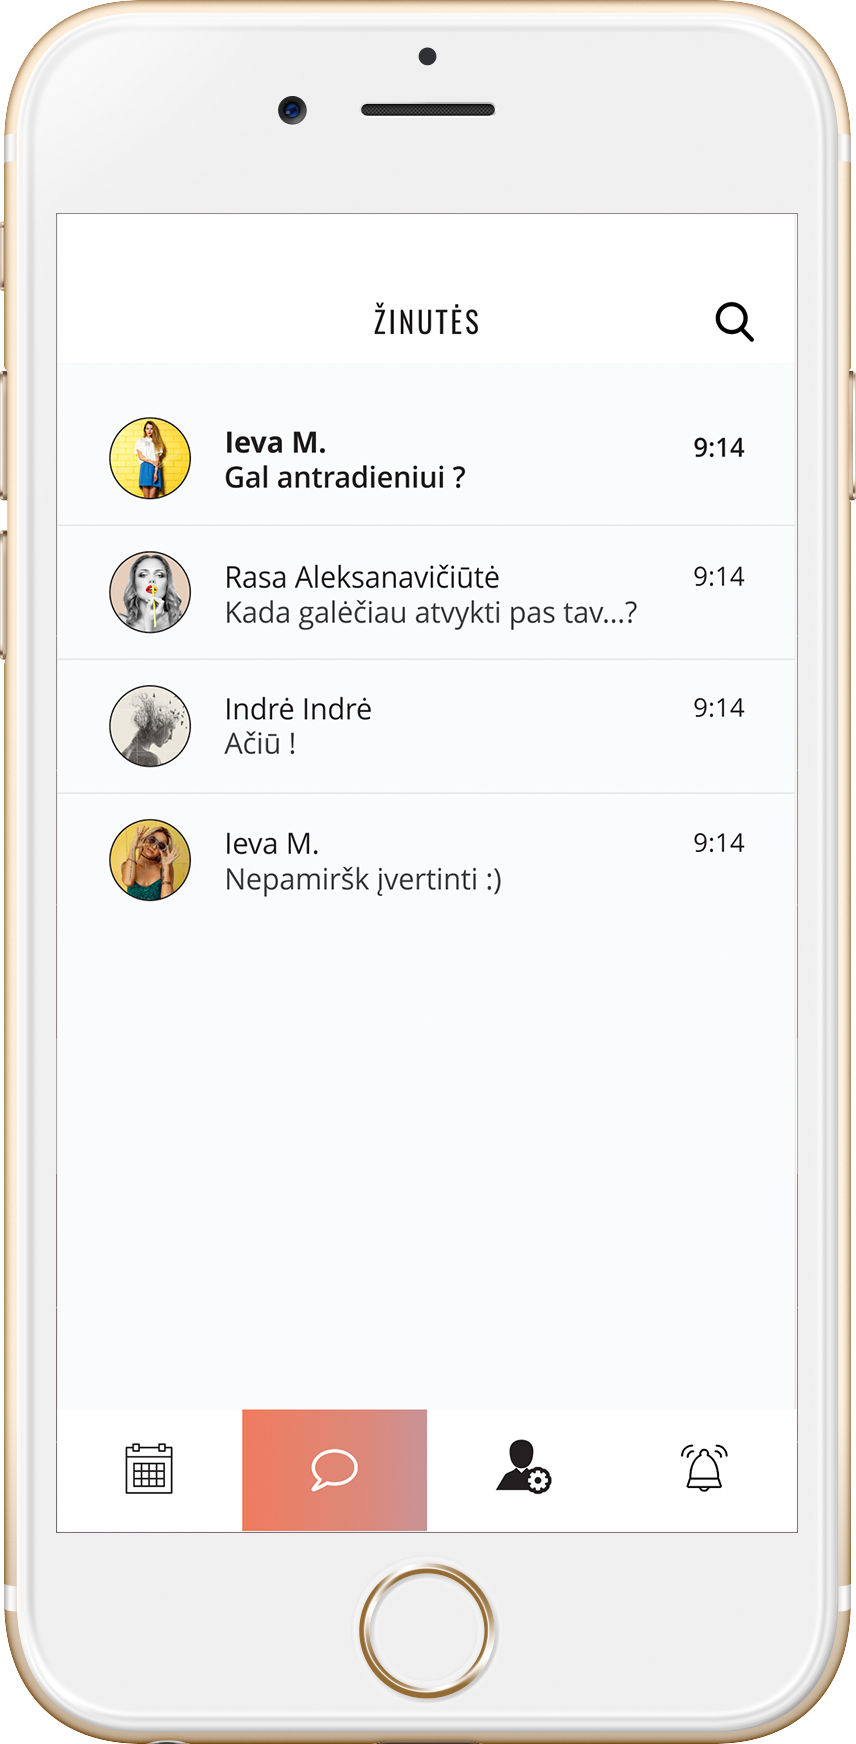 ŽINUTĖS
Ieva M.
9:14
Gal antradieniui ?
Rasa Aleksanavičiūtė
9:14
Kada galėčiau atvykti pas tav...?
Indrė Indrė
9:14
Ačiū !
Ieva M.
9:14
Nepamiršk įvertinti :)